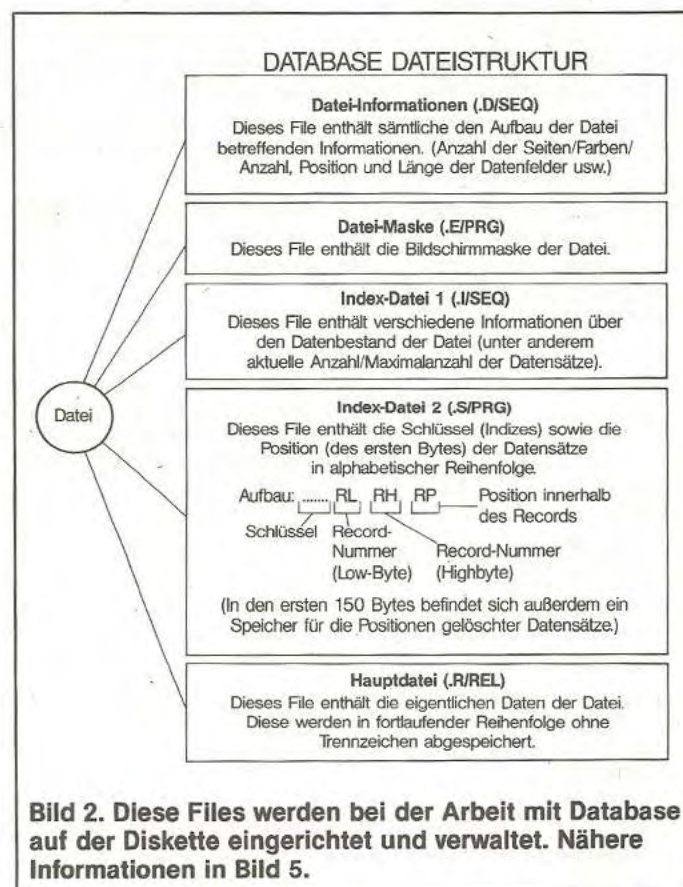 DATABASE DATEISTRUKTUR
Datei-Informationen (.D/SEQ)
Dieses File enthält sämtliche den Aufbau der Datei
betreffenden Informationen. (Anzahl der Seiten/Farben/
Anzahl, Position und Länge der Datenfelder usw.)
Datei-Maske (.E/PRG)
Dieses File enthält die Bildschirmmaske der Datei.
Index-Datei 1 (.I/SEQ)
Dieses File enthält verschiedene Informationen über
den Datenbestand der Datei (unter anderem
aktuelle Anzahl/Maximalanzahl der Datensätze).
Datei
Index-Datei 2 (.S/PRG)
Dieses File enthält die Schlüssel (Indizes) sowie die
Position (des ersten Bytes) der Datensätze
in alphabetischer Reihenfolge.
Aufbau: ....... RL RH RP Position innerhalb
des Records
Schlüssel Record-
Nummer Record-Nummer
(Low-Byte) (Highbyte)
(In den ersten 150 Bytes befindet sich außerdem ein
Speicher für die Positionen gelöschter Datensätze.)
Hauptdatei (.R/REL)
Dieses File enthält die eigentlichen Daten der Datei.
Diese werden in fortlaufender Reihenfolge ohne
Trennzeichen abgespeichert.
Bild 2. Diese Files werden bei der Arbeit mit Database
auf der Diskette eingerichtet und verwaltet. Nähere
Informationen in Bild 5.